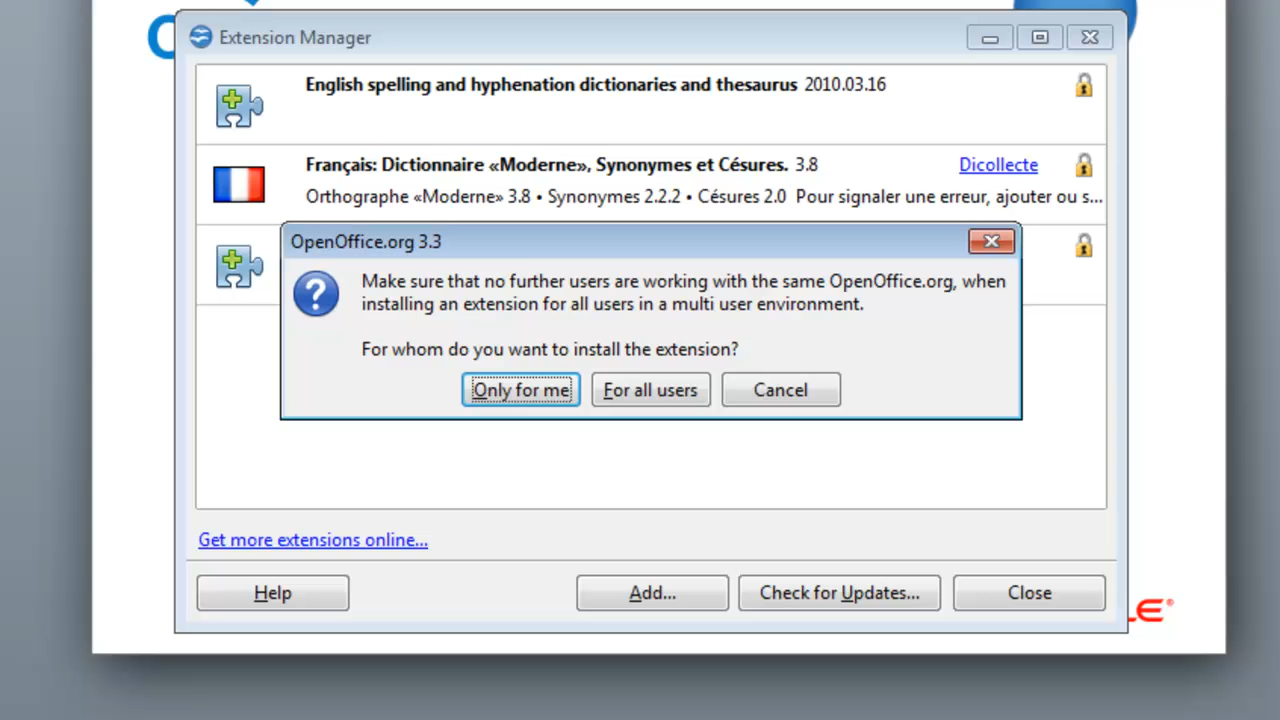 Extension Manager
English spelling and hyphenation dictionaries and thesaurus 2010.03.16
Français: Dictionnaire «Moderne», Synonymes et Césures. 3.8 Dicollecte
Orthographe «Moderne» 3.8 • Synonymes 2.2.2 • Césures 2.0 Pour signaler une erreur, ajouter ou s...
OpenOffice.org 3.3
Make sure that no further users are working with the same OpenOffice.org, when
installing an extension for all users in a multi user environment.
For whom do you want to install the extension?
Only for me For all users Cancel
Get more extensions online...
Help Add... Check for Updates... Close